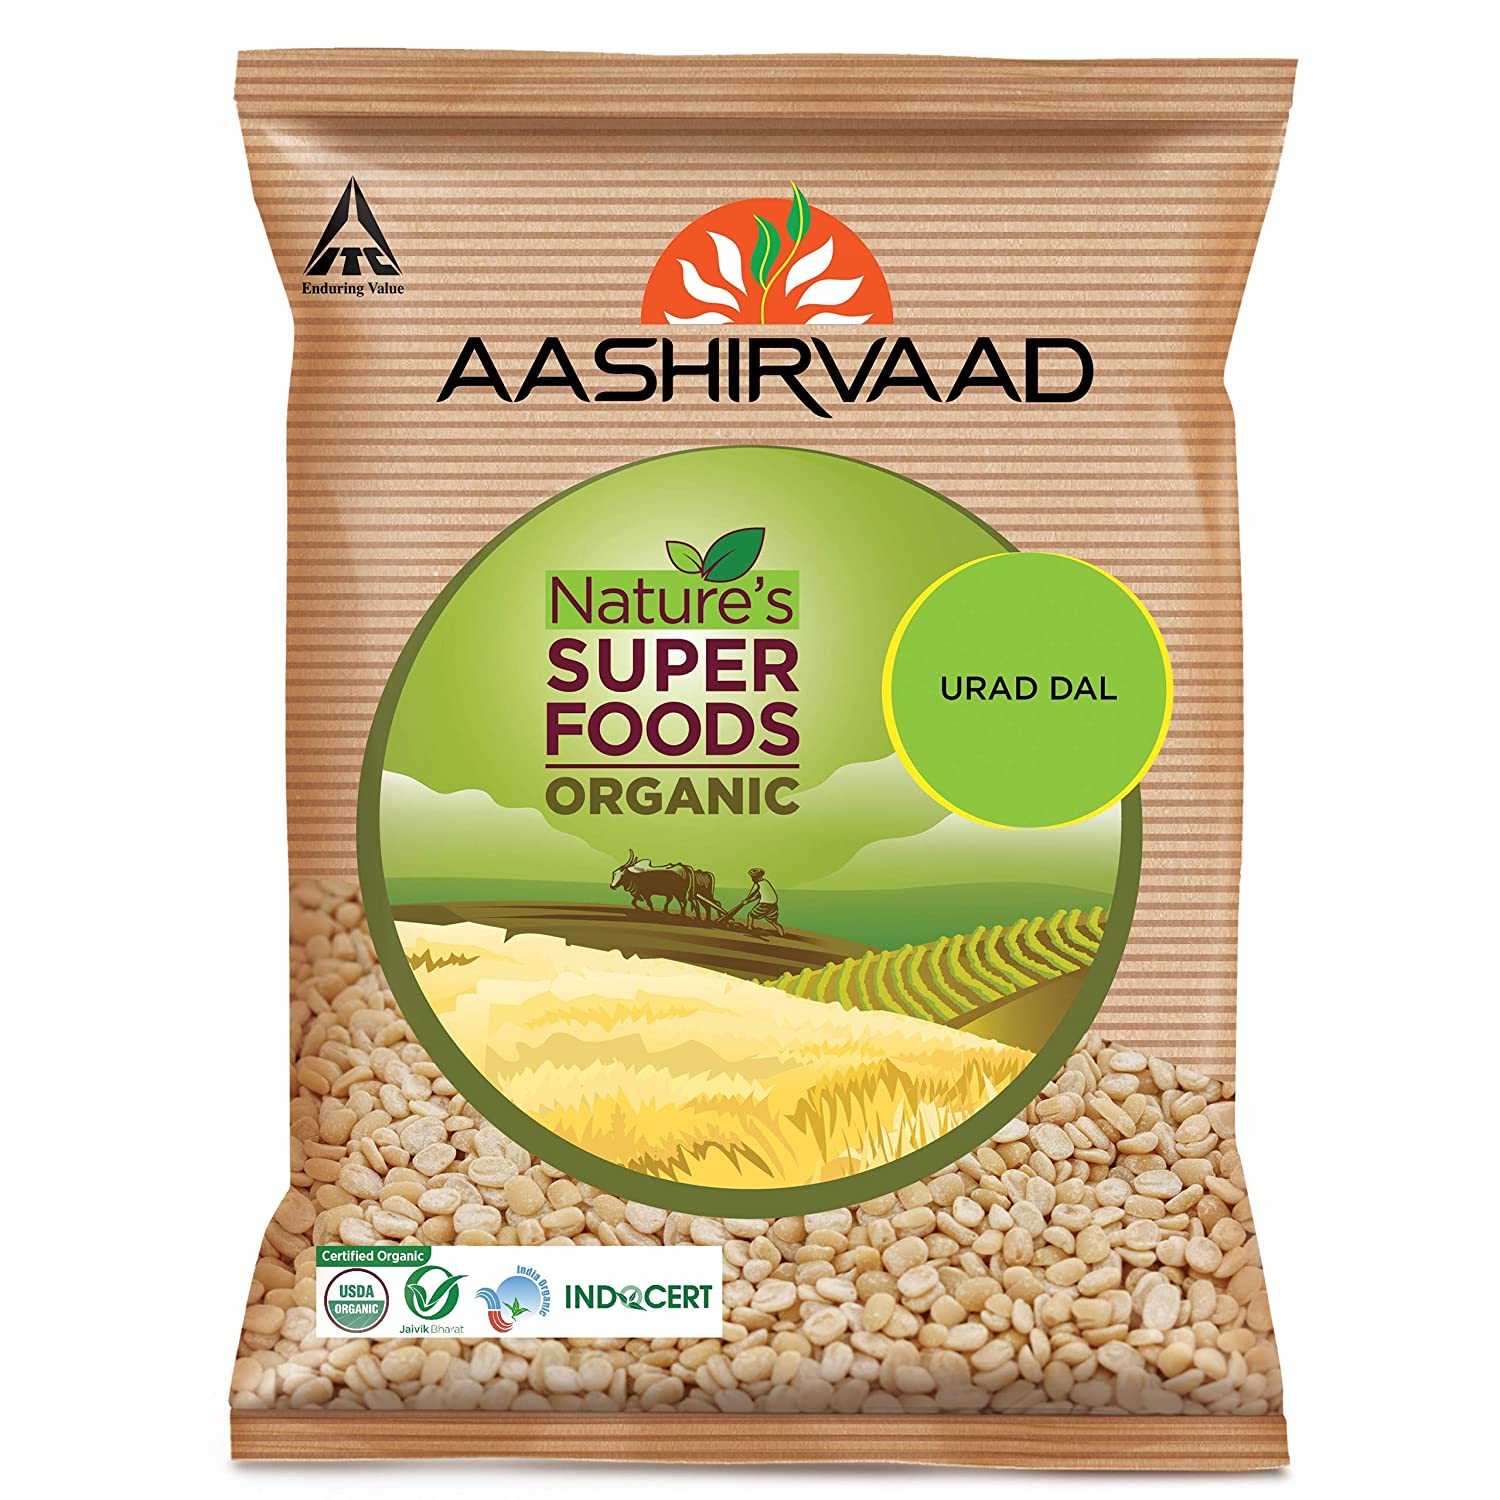 ITC
Enduring Value
AASHIRVAAD
Nature's
SUPER
FOODS
ORGANIC
URAD DAL
Certified Organic
USDA
ORGANIC
Jaivik Bharat
India Organic
INDOCERT